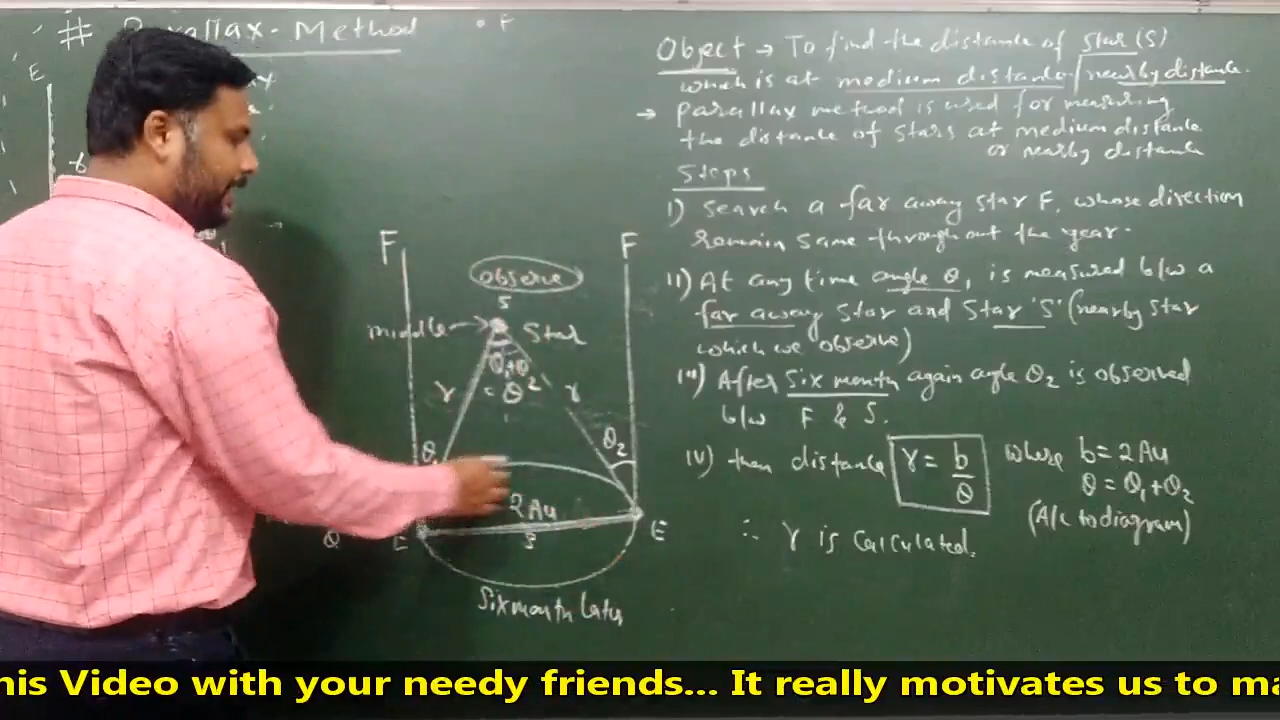 # Parallax-Method
F
E
F
F
observe
S
middle
Star
θ1+θ2
= θ
r
r
θ
θ2
2Au
S
θ
E
E
Six month later
Object → To find the distance of Star (S)
which is at medium distance / nearby distance.
→ Parallax method is used for measuring
the distance of stars at medium distance
or nearby distance
Steps
I) Search a far away star F, whose direction
remain same throughout the year.
II) At any time angle θ1 is measured b/w a
far away star and Star 'S' (nearby star
which we observe)
III) After Six month again angle θ2 is observed
b/w F & S.
IV) then distance r = b/θ where b = 2Au
θ = θ1+θ2
(A/c to diagram)
∴ r is calculated.
his Video with your needy friends... It really motivates us to ma